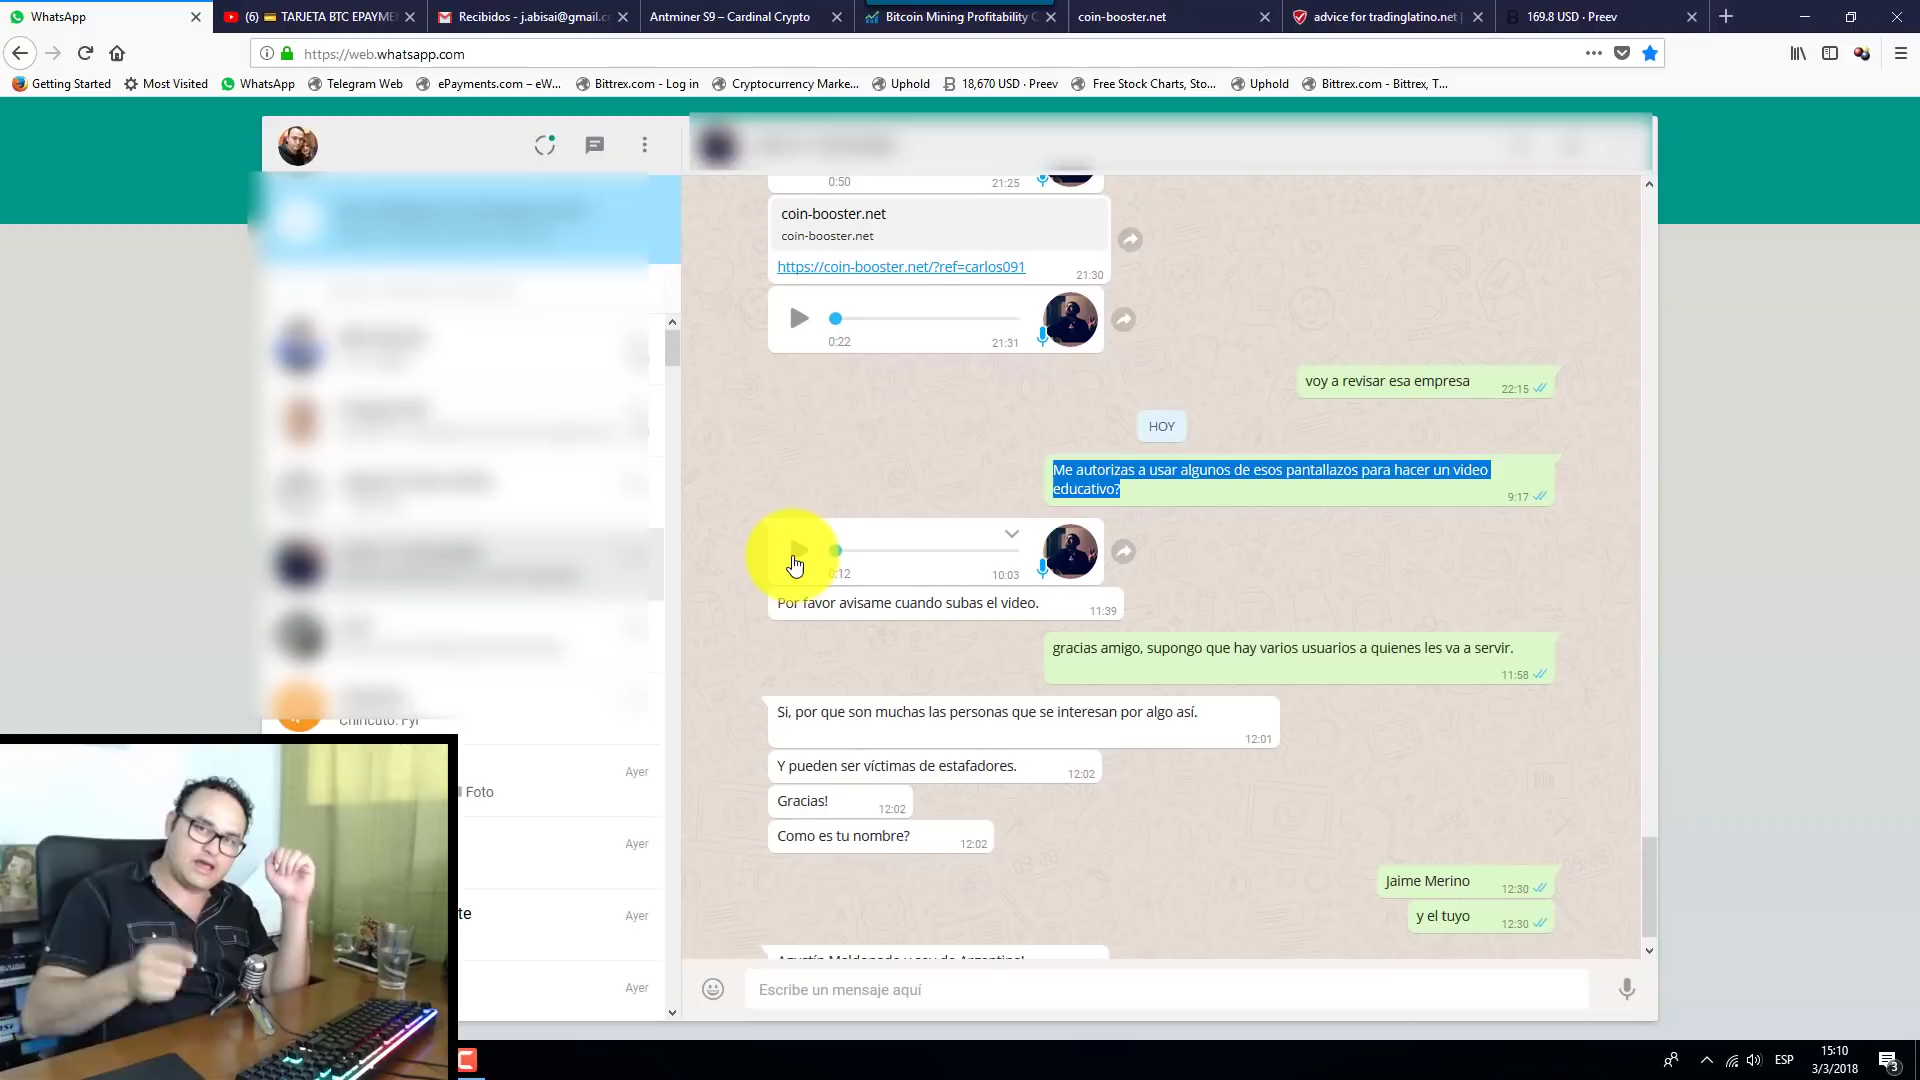 WhatsApp
(6) 💳 TARJETA BTC EPAYMEN
Recibidos - j.abisai@gmail.c
Antminer S9 – Cardinal Crypto
Bitcoin Mining Profitability C
coin-booster.net
advice for tradinglatino.net |
169.8 USD · Preev
https://web.whatsapp.com
Getting Started
Most Visited
WhatsApp
Telegram Web
ePayments.com – eW...
Bittrex.com - Log in
Cryptocurrency Marke...
Uphold
18,670 USD · Preev
Free Stock Charts, Sto...
Uphold
Bittrex.com - Bittrex, T...
0:50
21:25
coin-booster.net
coin-booster.net
https://coin-booster.net/?ref=carlos091
21:30
0:22
21:31
voy a revisar esa empresa
22:15
HOY
Me autorizas a usar algunos de esos pantallazos para hacer un video
educativo?
9:17
0:12
10:03
Por favor avisame cuando subas el video.
11:39
gracias amigo, supongo que hay varios usuarios a quienes les va a servir.
11:58
Si, por que son muchas las personas que se interesan por algo así.
12:01
Y pueden ser víctimas de estafadores.
12:02
Gracias!
12:02
Como es tu nombre?
12:02
Jaime Merino
12:30
y el tuyo
12:30
Ayer
Foto
Ayer
te
Ayer
Ayer
Escribe un mensaje aquí
ESP
15:10
3/3/2018
3